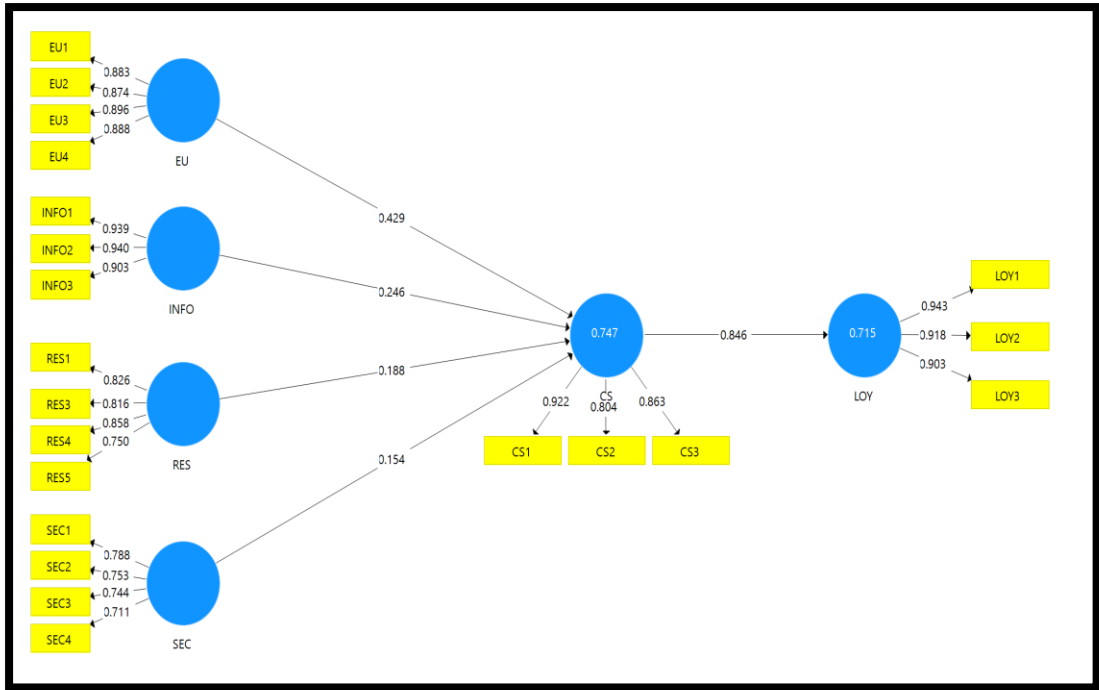 EU1
EU2
EU3
EU4
0.883
0.874
0.896
0.888
EU
INFO1
INFO2
INFO3
0.939
0.940
0.903
INFO
RES1
RES3
RES4
RES5
0.826
0.816
0.858
0.750
RES
SEC1
SEC2
SEC3
SEC4
0.788
0.753
0.744
0.711
SEC
0.429
0.246
0.188
0.154
0.747
CS
0.922
0.804
0.863
CS1
CS2
CS3
0.846
0.715
LOY
0.943
0.918
0.903
LOY1
LOY2
LOY3